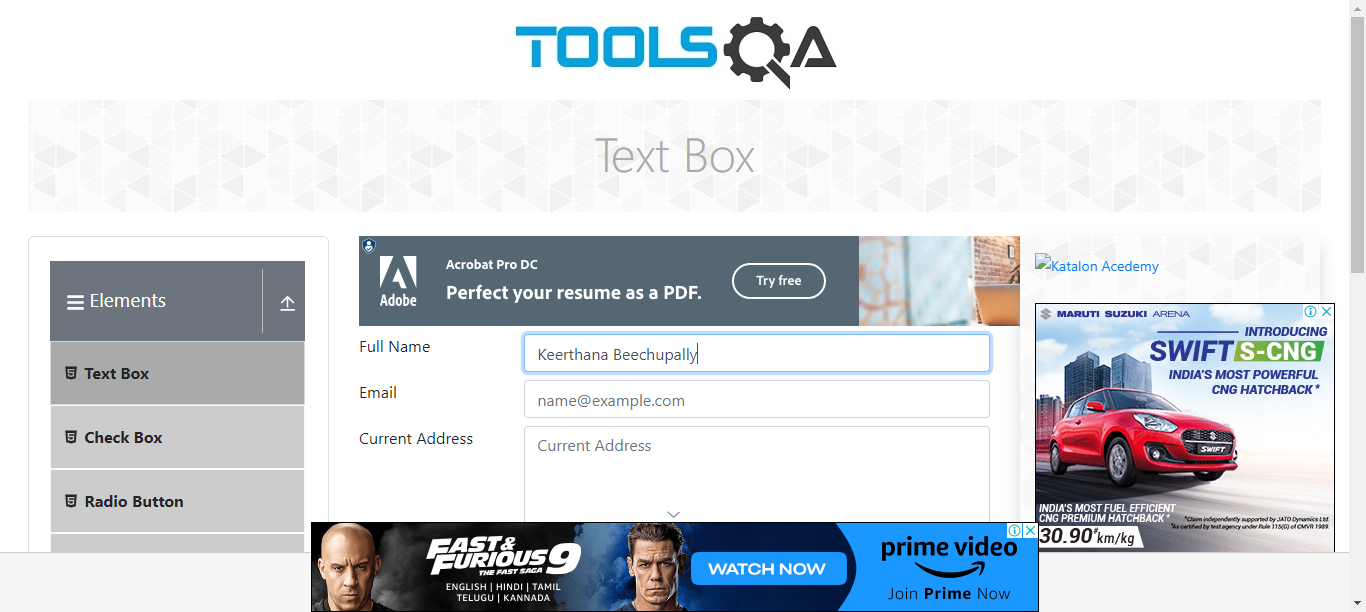 TOOLSQA
Text Box
Elements
Text Box
Check Box
Radio Button
Adobe
Acrobat Pro DC
Perfect your resume as a PDF.
Try free
Full Name
Keerthana Beechupally
Email
name@example.com
Current Address
Current Address
Katalon Acedemy
MARUTI SUZUKI ARENA
INTRODUCING
SWIFT S-CNG
INDIA'S MOST POWERFUL
CNG HATCHBACK*
SWIFT
INDIA'S MOST FUEL EFFICIENT
CNG PREMIUM HATCHBACK*
30.90#km/kg
*Claim independently supported by JATO Dynamics Ltd.
#As certified by test agency under Rule 115(G) of CMVR 1989.
FAST&
FURIOUS 9
THE FAST SAGA
ENGLISH | HINDI | TAMIL
TELUGU | KANNADA
WATCH NOW
prime video
Join Prime Now